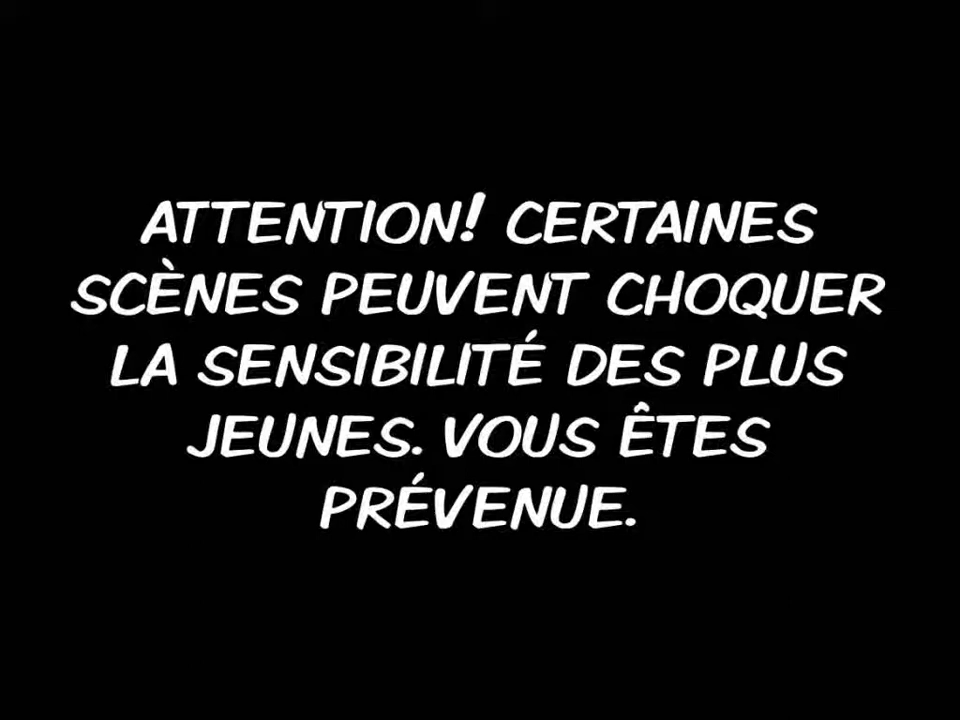 ATTENTION! CERTAINES
SCÈNES PEUVENT CHOQUER
LA SENSIBILITÉ DES PLUS
JEUNES. VOUS ÊTES
PRÉVENUE.